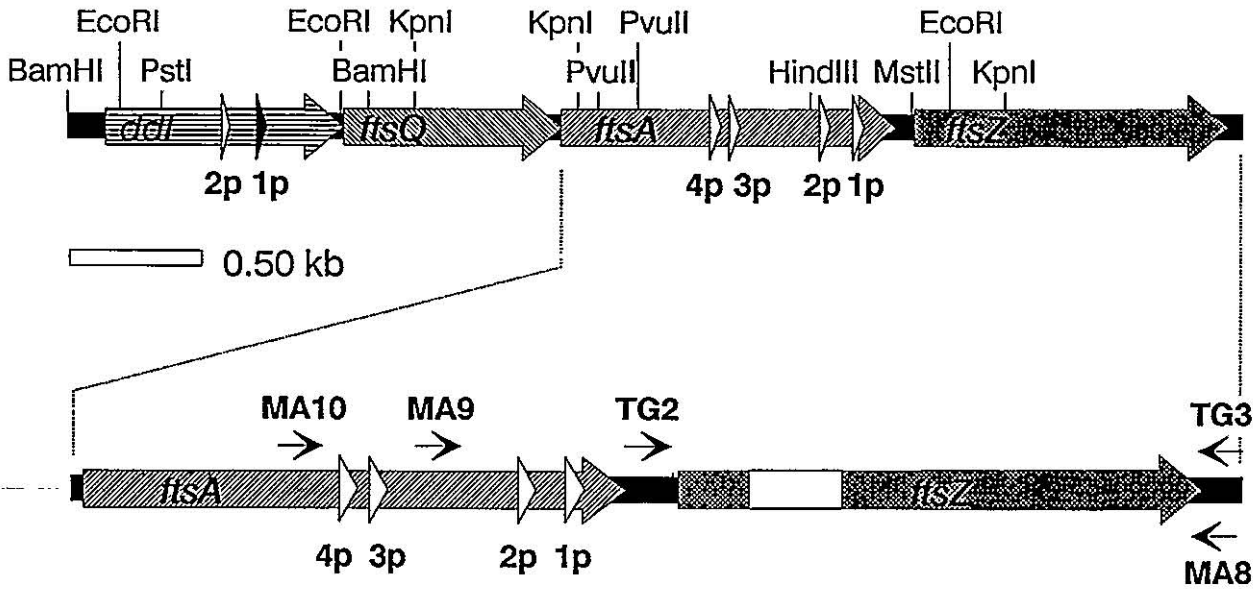 EcoRI EcoRI KpnI KpnI PvuII EcoRI
BamHI PstI BamHI PvuII HindIII MstII KpnI
ddl ftsQ ftsA ftsZ
2p 1p 4p 3p 2p 1p
0.50 kb
MA10 MA9 TG2 TG3
ftsA ftsZ
4p 3p 2p 1p
MA8